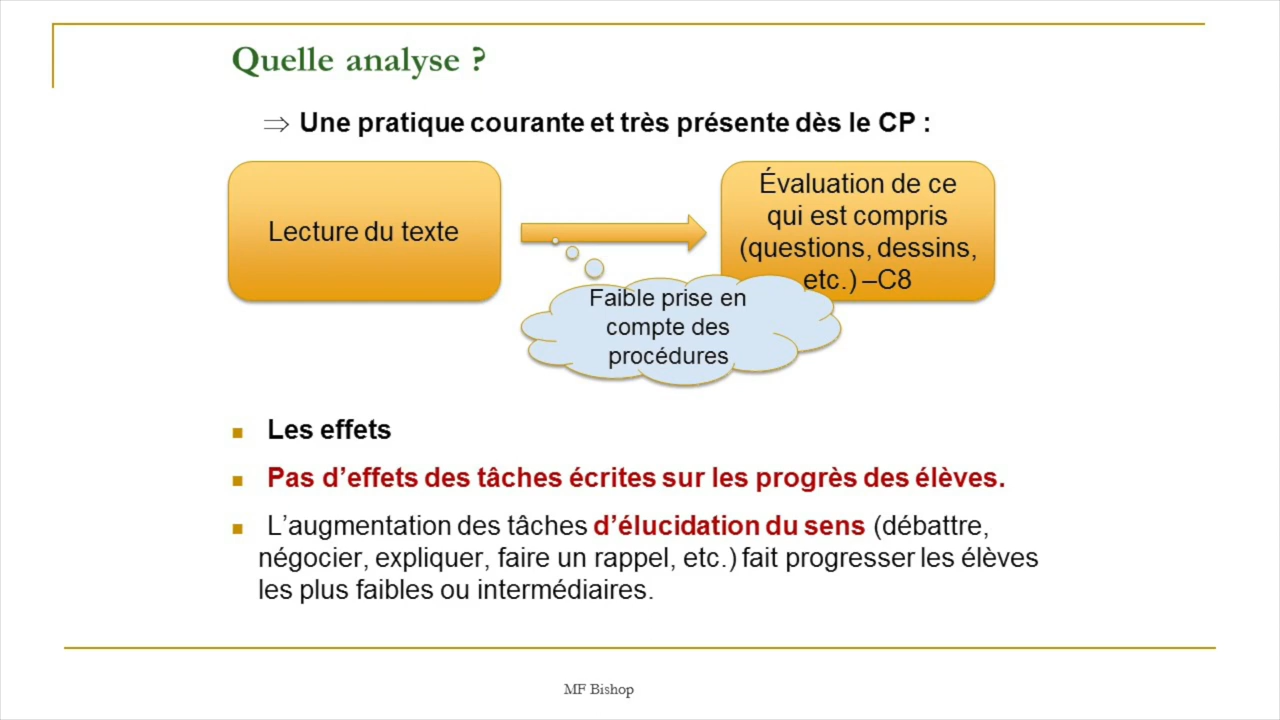 Quelle analyse ?
⇒ Une pratique courante et très présente dès le CP :
Lecture du texte
Évaluation de ce
qui est compris
(questions, dessins,
etc.) –C8
Faible prise en
compte des
procédures
Les effets
Pas d’effets des tâches écrites sur les progrès des élèves.
L’augmentation des tâches d’élucidation du sens (débattre,
négocier, expliquer, faire un rappel, etc.) fait progresser les élèves
les plus faibles ou intermédiaires.
MF Bishop